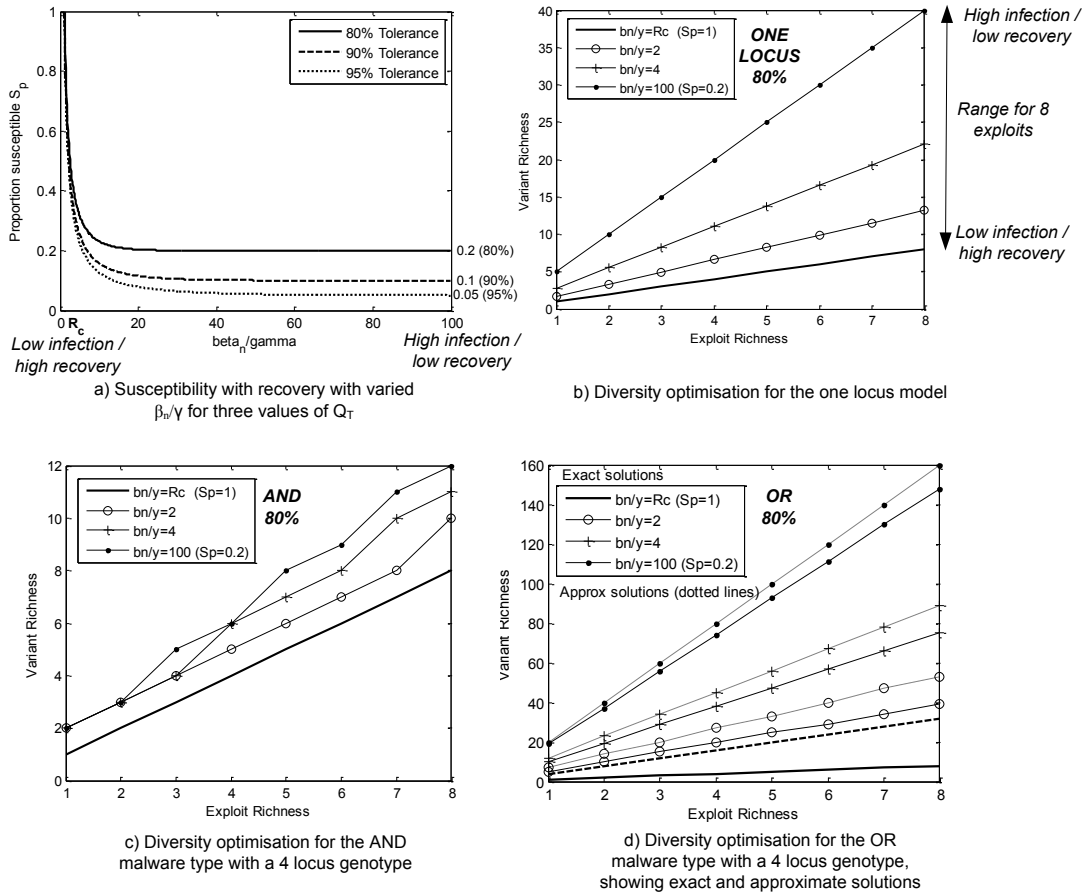 80% Tolerance
90% Tolerance
95% Tolerance
1
0.8
0.6
0.4
0.2
0
Proportion susceptible S_p
0.2 (80%)
0.1 (90%)
0.05 (95%)
0 R_c 20 40 60 80 100
beta_n/gamma
Low infection /
high recovery
High infection /
low recovery
a) Susceptibility with recovery with varied
β_n/γ for three values of Q_T
bn/y=Rc (Sp=1)
bn/y=2
bn/y=4
bn/y=100 (Sp=0.2)
ONE
LOCUS
80%
40
35
30
25
20
15
10
5
0
Variant Richness
1 2 3 4 5 6 7 8
Exploit Richness
High infection /
low recovery
Range for 8
exploits
Low infection /
high recovery
b) Diversity optimisation for the one locus model
bn/y=Rc (Sp=1)
bn/y=2
bn/y=4
bn/y=100 (Sp=0.2)
AND
80%
12
10
8
6
4
2
0
Variant Richness
1 2 3 4 5 6 7 8
Exploit Richness
c) Diversity optimisation for the AND
malware type with a 4 locus genotype
Exact solutions
bn/y=Rc (Sp=1)
bn/y=2
bn/y=4
bn/y=100 (Sp=0.2)
Approx solutions (dotted lines)
OR
80%
160
140
120
100
80
60
40
20
0
Variant Richness
1 2 3 4 5 6 7 8
Exploit Richness
d) Diversity optimisation for the OR
malware type with a 4 locus genotype,
showing exact and approximate solutions